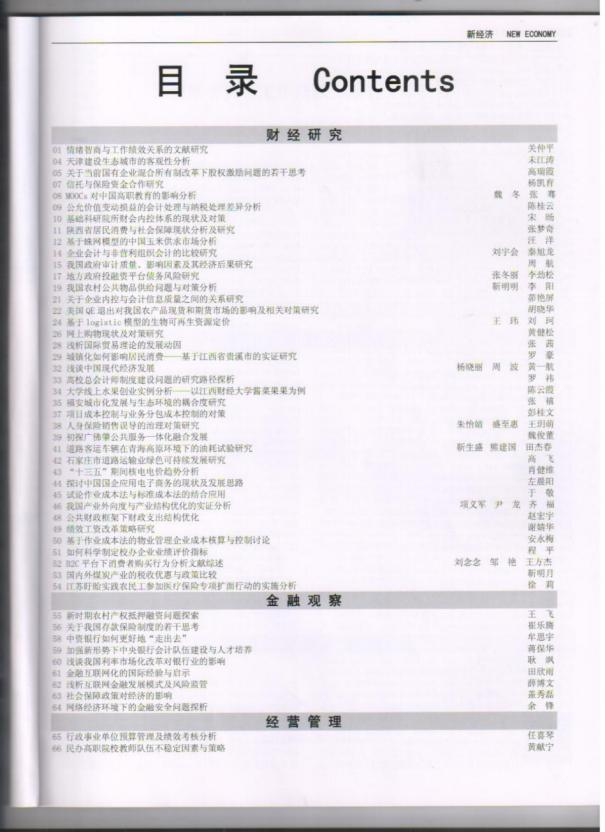 新经济 NEW ECONOMY
目 录 Contents
财经研究
01 情绪智商与工作绩效关系的文献研究 关仲平
04 天津建设生态城市的客观性分析 未江涛
05 关于当前国有企业混合所有制改革下股权激励问题的若干思考 高瑞霞
07 信托与保险资金合作研究 杨凯育
08 MOOCs对中国高职教育的影响分析 魏 冬 张 骞
09 公允价值变动损益的会计处理与纳税处理差异分析 陈桂云
10 基础科研院所财会内控体系的现状及对策 宋 旸
11 陕西省居民消费与社会保障现状分析及研究 张梦奇
12 基于蛛网模型的中国玉米供求市场分析 汪 洋
14 企业会计与非营利组织会计的比较研究 刘宇会 秦旭龙
15 我国政府审计质量、影响因素及其经济后果研究 周 航
17 地方政府投融资平台债务风险研究 张冬丽 李劲松
19 我国农村公共物品供给问题与对策分析 靳明明 李 阳
21 关于企业内控与会计信息质量之间的关系研究 郭艳屏
22 美国QE退出对我国农产品现货和期货市场的影响及相关对策研究 胡晓华
24 基于logistic模型的生物可再生资源定价 王 玮 刘 珂
26 网上购物现状及对策研究 黄健松
28 浅析国际贸易理论的发展动因 张 茜
29 城镇化如何影响居民消费——基于江西省贵溪市的实证研究 罗 豪
32 浅谈中国现代经济发展 杨晓丽 周 波 黄一航
33 高校总会计师制度建设问题的研究路径探析 罗 祎
34 大学线上水果创业实例分析——以江西财经大学酱菜果果为例 陈云霞
35 福安城市化发展与生态环境的耦合度研究 张 禧
37 项目成本控制与业务分包成本控制的对策 彭桂文
38 人身保险销售误导的治理对策研究 朱怡婧 盛至惠 王玥萌
39 初探广佛肇公共服务一体化融合发展 魏俊董
41 道路客运车辆在青海高原环境下的油耗试验研究 靳生盛 熊建国 田杰春
42 石家庄市道路运输业绿色可持续发展研究 高 飞
43 “十三五”期间核电电价趋势分析 肖健维
44 探讨中国国企应用电子商务的现状及发展思路 左晨阳
45 试论作业成本法与标准成本法的结合应用 于 敬
46 我国产业外向度与产业结构优化的实证分析 项义军 尹 龙 齐 福
48 公共财政框架下财政支出结构优化 赵宏宇
49 绩效工资改革策略研究 谢婧华
50 基于作业成本法的物业管理企业成本核算与控制讨论 安永梅
51 如何科学制定校办企业业绩评价指标 程 平
52 B2C平台下消费者购买行为分析文献综述 刘念念 邹 艳 王方杰
53 国内外煤炭产业的税收优惠与政策比较 靳明月
54 江苏盱眙实践农民工参加医疗保险专项扩面行动的实施分析 徐 莉
金融观察
55 新时期农村产权抵押融资问题探索 王 飞
56 关于我国存款保险制度的若干思考 崔乐腾
58 中资银行如何更好地“走出去” 牟思宇
59 加强新形势下中央银行会计队伍建设与人才培养 蒋保华
60 浅谈我国利率市场化改革对银行业的影响 耿 飒
61 金融互联网化的国际经验与启示 田欣雨
62 浅析互联网金融发展模式及风险监管 薛博文
63 社会保障政策对经济的影响 盖秀磊
64 网络经济环境下的金融安全问题探析 余 锋
经营管理
65 行政事业单位预算管理及绩效考核分析 任喜琴
66 民办高职院校教师队伍不稳定因素与策略 黄献宁